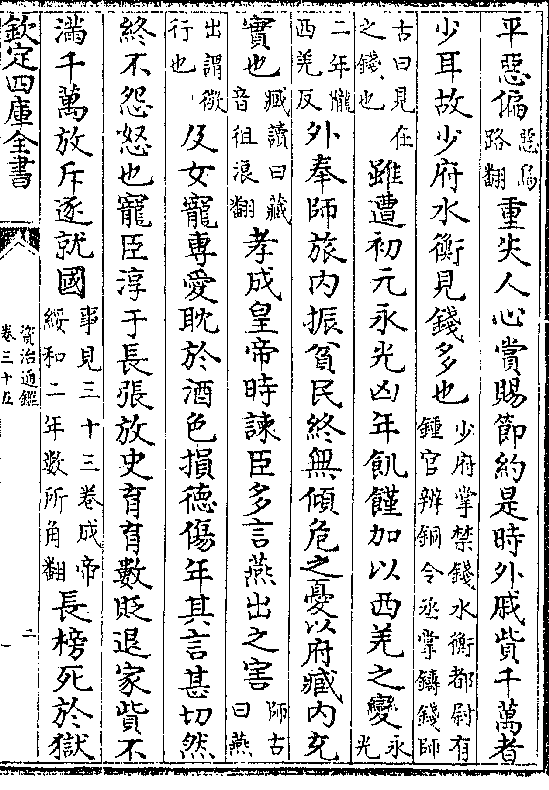 平惡偏惡烏路翻重失人心賞賜節約是時外戚貲千萬者
少耳故少府水衡見錢多也少府掌禁錢水衡都尉有鍾官辨銅令丞掌鑄錢師
古曰見在之錢也雖遭初元永光凶年飢饉加以西羌之變永光
二年隴西羌反外奉師旅内振貧民終無傾危之憂以府臧内充
實也臧讀曰藏音徂浪翻孝成皇帝時諫臣多言燕出之害師古曰燕
出謂微行也及女寵專愛耽於酒色損德傷年其言甚切然
終不怨怒也寵臣淳于長張放史育育數貶退家貲不
滿千萬放斥逐就國事見三十三卷成帝綏和二年數所角翻長榜死於獄
欽定四庫全書
資治通鑑
卷三十五
二